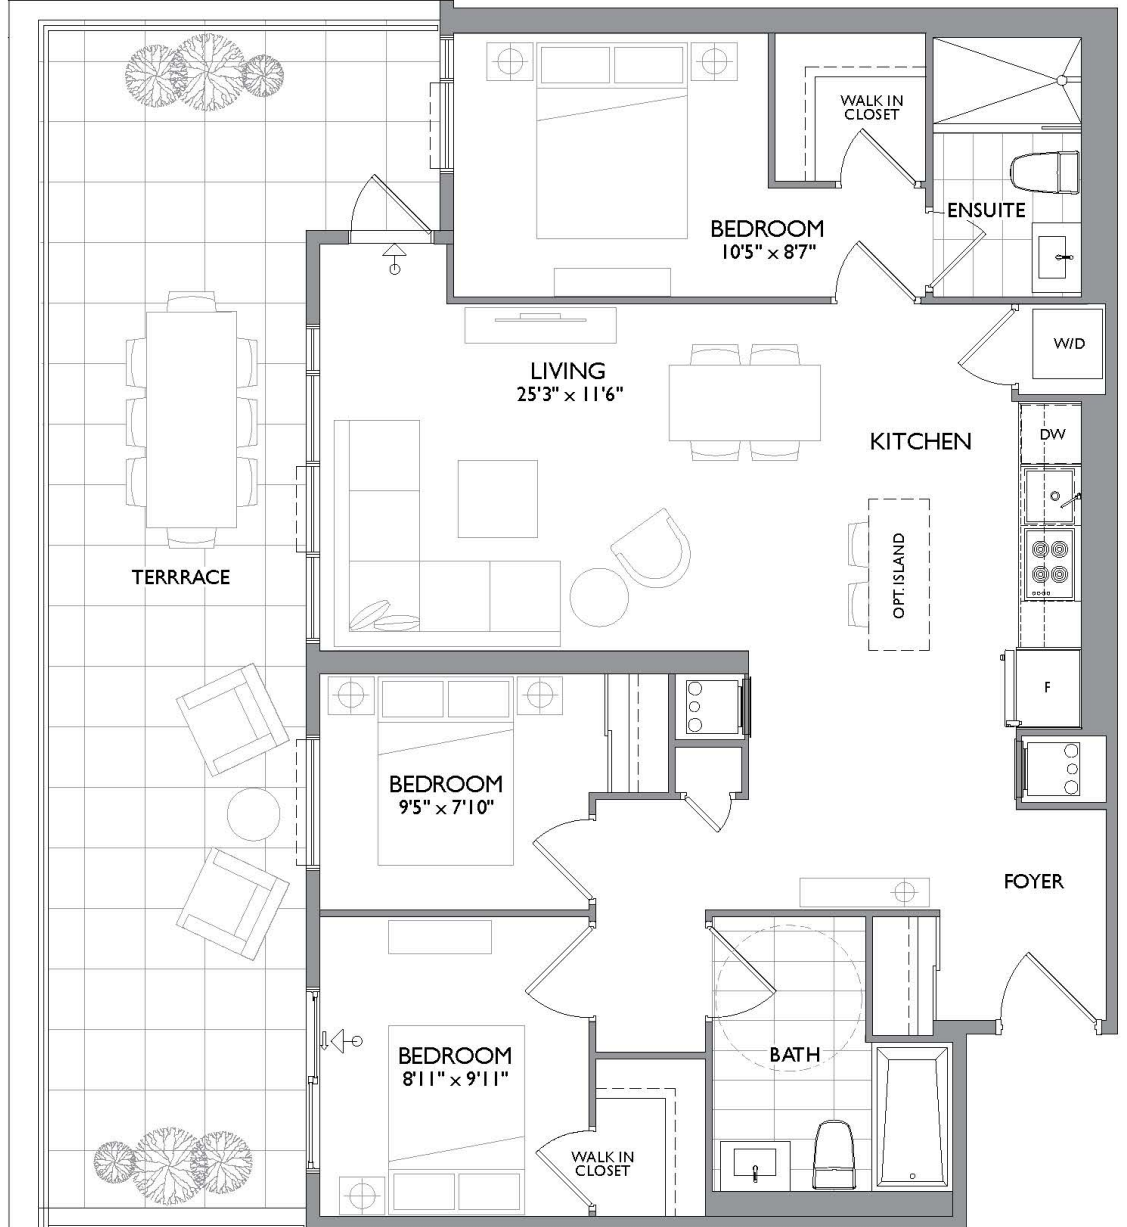 WALK IN
CLOSET
ENSUITE
BEDROOM
10'5" x 8'7"
W/D
LIVING
25'3" x 11'6"
DW
KITCHEN
OPT.ISLAND
TERRRACE
F
BEDROOM
9'5" x 7'10"
FOYER
BEDROOM
8'11" x 9'11"
BATH
WALK IN
CLOSET